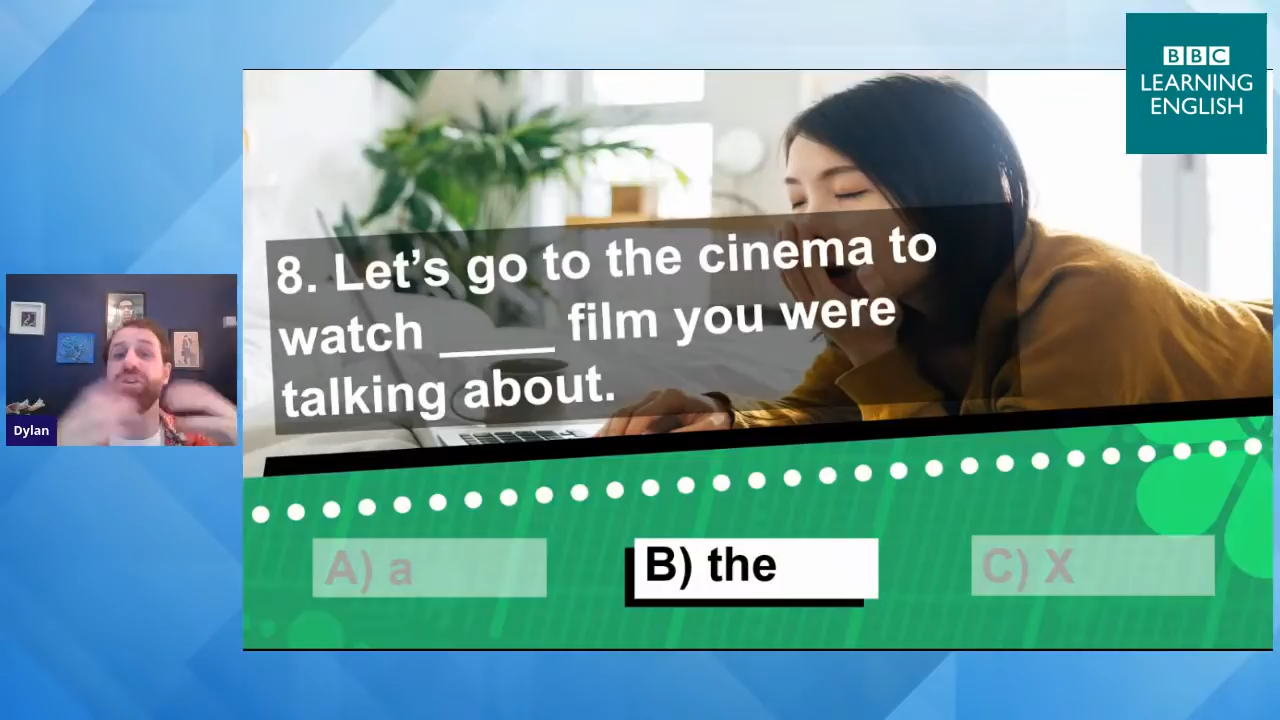 BBC
LEARNING
ENGLISH
8. Let’s go to the cinema to
watch ____ film you were
talking about.
Dylan
A) a
B) the
C) X